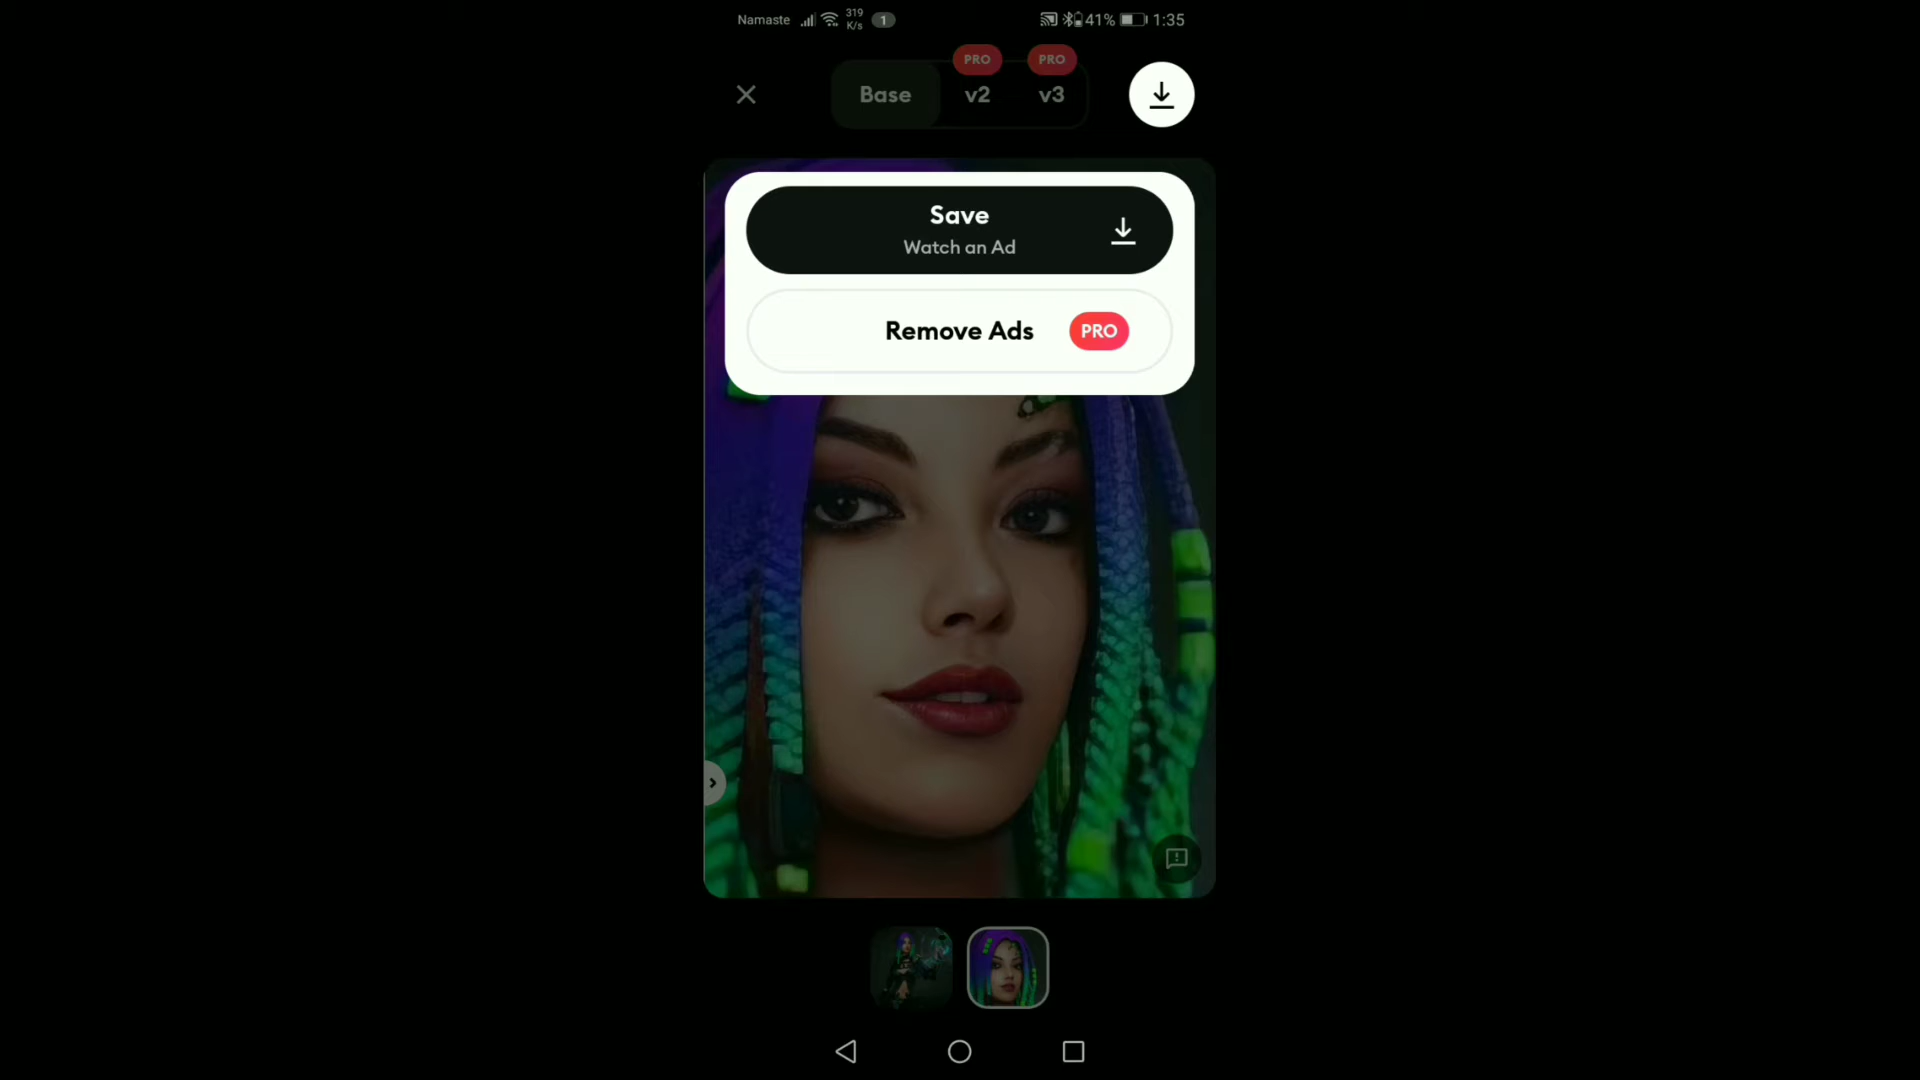 Namaste 319 K/s 1 41% 1:35
PRO PRO
Base v2 v3
Save
Watch an Ad
Remove Ads PRO